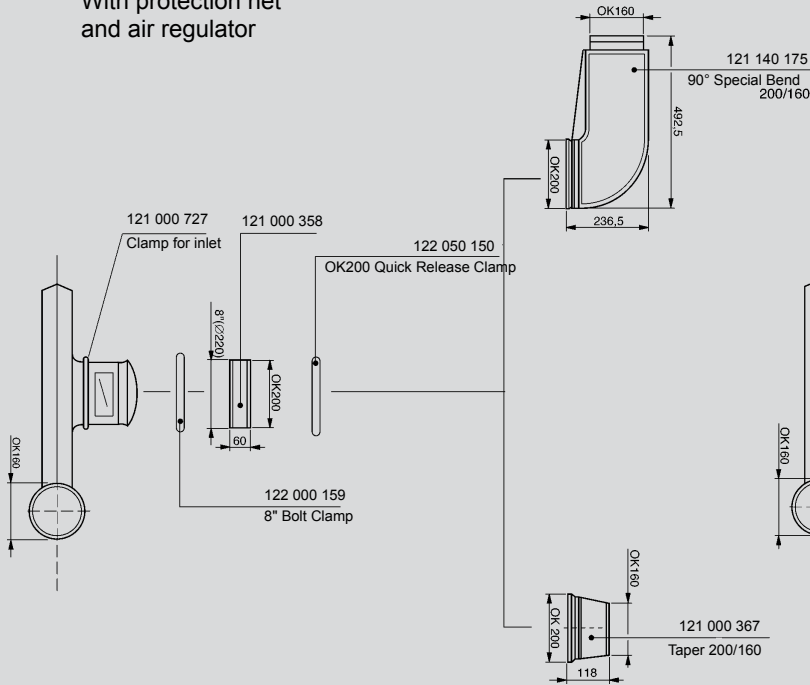 With protection net
and air regulator
OK160
121 140 175
90° Special Bend
200/160
492,5
OK200
236,5
121 000 727
Clamp for inlet
121 000 358
122 050 150
OK200 Quick Release Clamp
8"(Ø220)
OK200
60
OK160
122 000 159
8" Bolt Clamp
OK160
OK160
OK 200
121 000 367
Taper 200/160
118